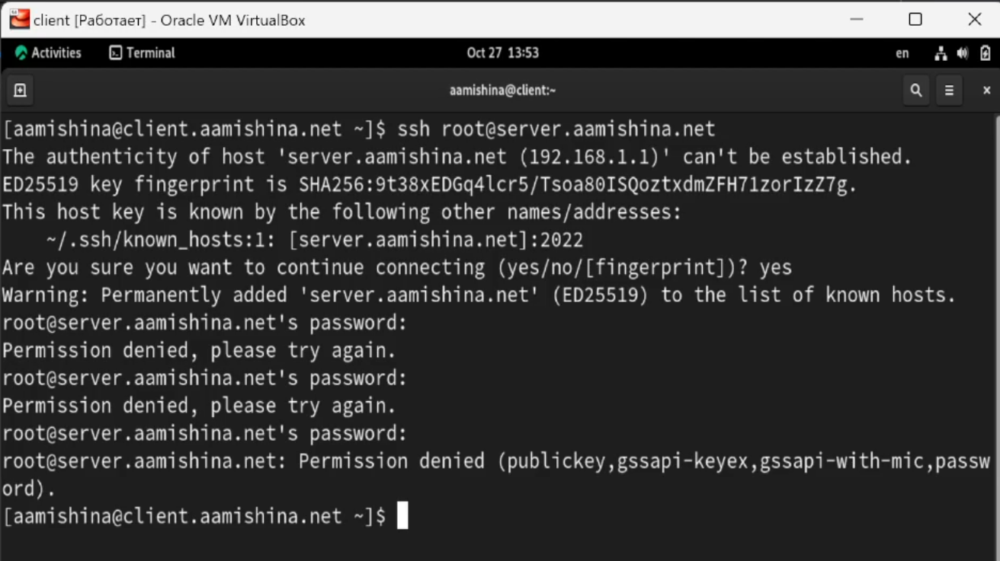 client [Работает] - Oracle VM VirtualBox
Activities Terminal Oct 27 13:53 en
aamishina@client:~
[aamishina@client.aamishina.net ~]$ ssh root@server.aamishina.net
The authenticity of host 'server.aamishina.net (192.168.1.1)' can't be established.
ED25519 key fingerprint is SHA256:9t38xEDGq4lcr5/Tsoa80ISQoztxdmZFH71zorIzZ7g.
This host key is known by the following other names/addresses:
    ~/.ssh/known_hosts:1: [server.aamishina.net]:2022
Are you sure you want to continue connecting (yes/no/[fingerprint])? yes
Warning: Permanently added 'server.aamishina.net' (ED25519) to the list of known hosts.
root@server.aamishina.net's password:
Permission denied, please try again.
root@server.aamishina.net's password:
Permission denied, please try again.
root@server.aamishina.net's password:
root@server.aamishina.net: Permission denied (publickey,gssapi-keyex,gssapi-with-mic,passw
ord).
[aamishina@client.aamishina.net ~]$